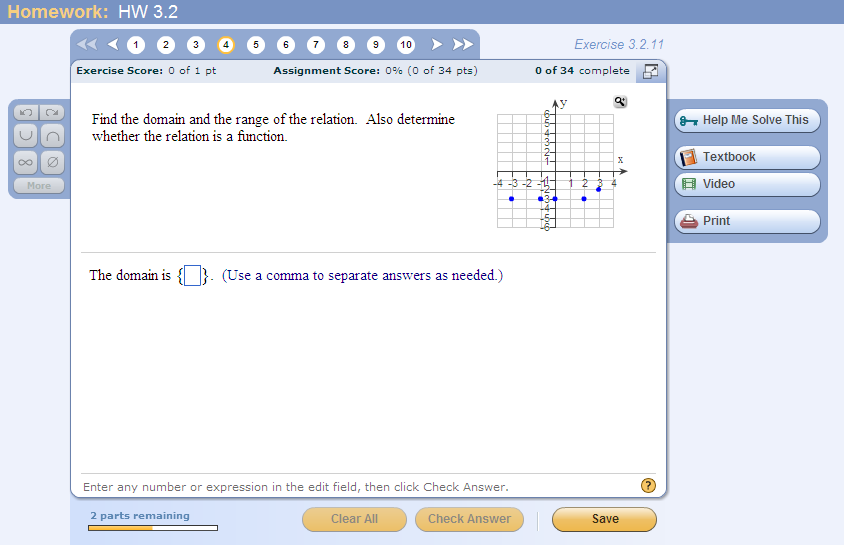 Homework: HW 3.2
1 2 3 4 5 6 7 8 9 10
Exercise 3.2.11
Exercise Score: 0 of 1 pt
Assignment Score: 0% (0 of 34 pts)
0 of 34 complete
Find the domain and the range of the relation. Also determine
whether the relation is a function.
y
6
5
4
3
2
1
x
-4 -3 -2 -1 1 2 3 4
-2
-3
-4
-5
-6
∞ Ø
More
Help Me Solve This
Textbook
Video
Print
The domain is { }. (Use a comma to separate answers as needed.)
Enter any number or expression in the edit field, then click Check Answer.
?
2 parts remaining
Clear All
Check Answer
Save